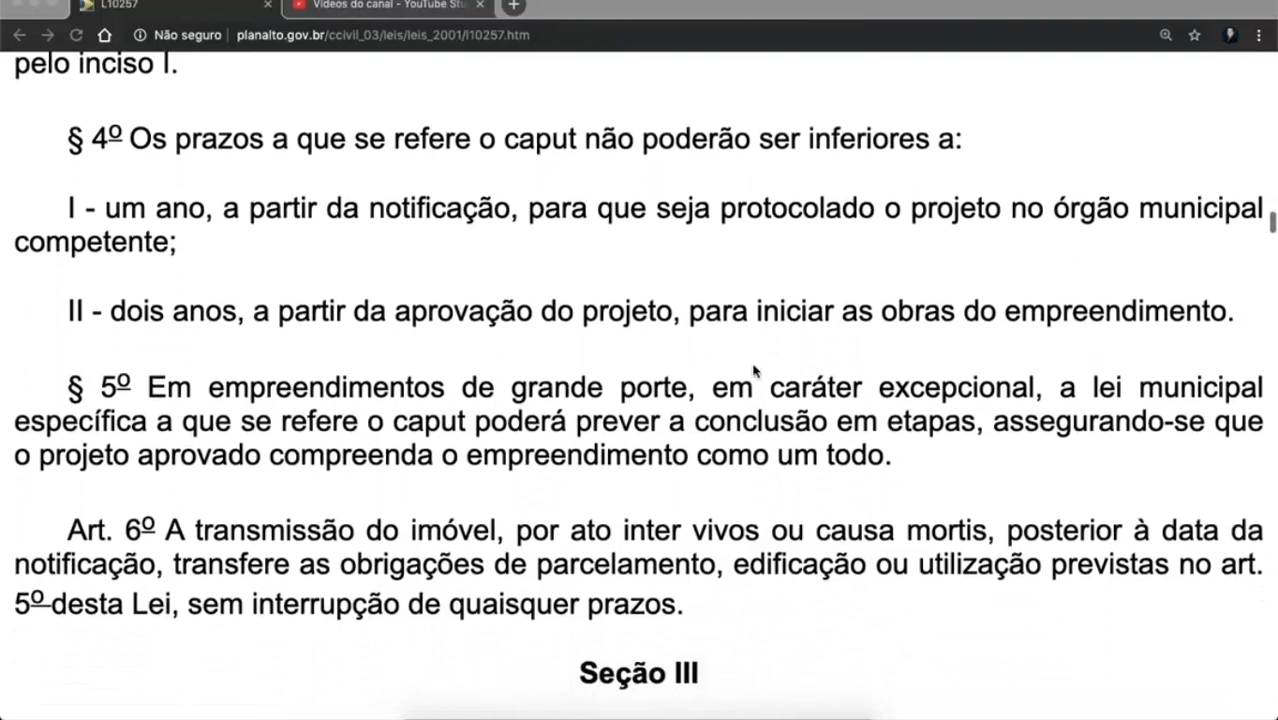 L10257
Vídeos do canal - YouTube Stu
Não seguro
planalto.gov.br/ccivil_03/leis/leis_2001/l10257.htm
pelo inciso I.
§ 4º Os prazos a que se refere o caput não poderão ser inferiores a:
I - um ano, a partir da notificação, para que seja protocolado o projeto no órgão municipal
competente;
II - dois anos, a partir da aprovação do projeto, para iniciar as obras do empreendimento.
§ 5º Em empreendimentos de grande porte, em caráter excepcional, a lei municipal
específica a que se refere o caput poderá prever a conclusão em etapas, assegurando-se que
o projeto aprovado compreenda o empreendimento como um todo.
Art. 6º A transmissão do imóvel, por ato inter vivos ou causa mortis, posterior à data da
notificação, transfere as obrigações de parcelamento, edificação ou utilização previstas no art.
5º desta Lei, sem interrupção de quaisquer prazos.
Seção III